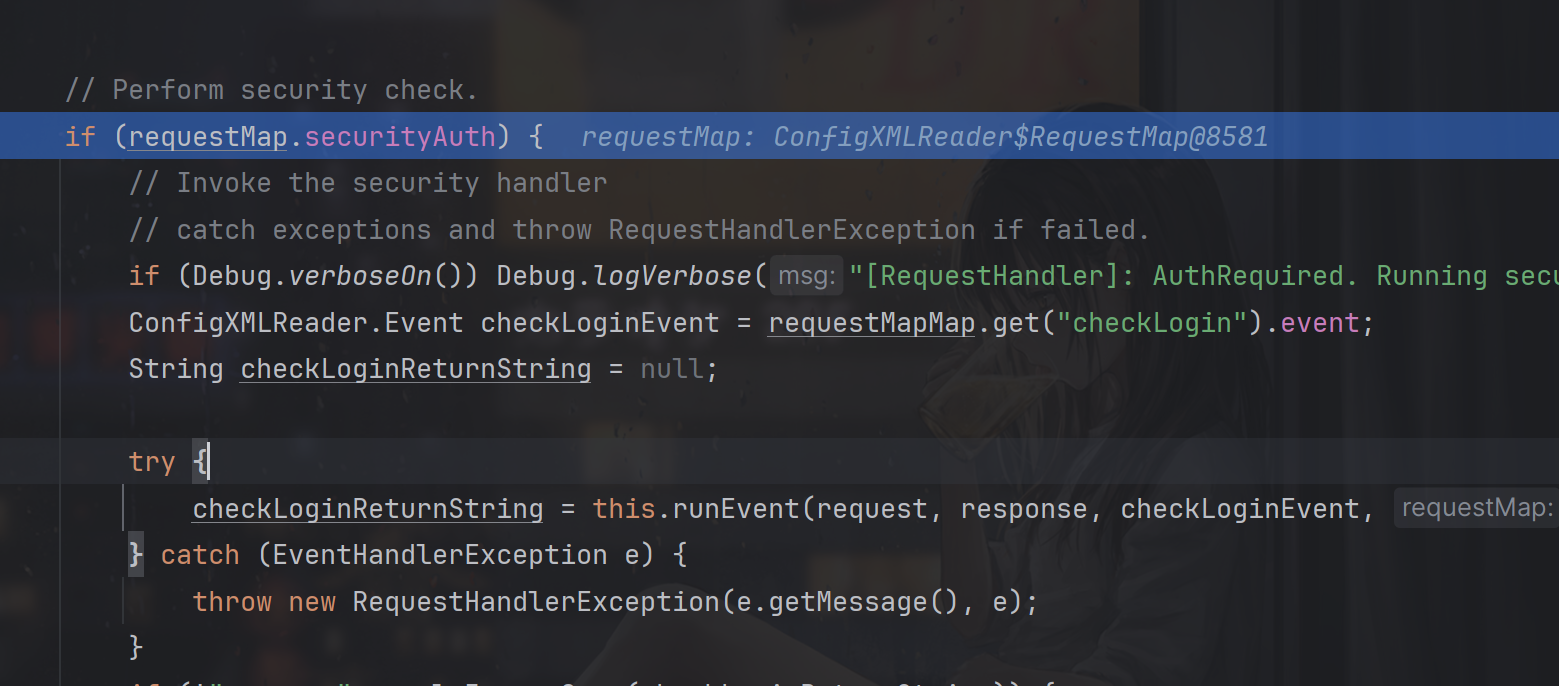 // Perform security check.
if (requestMap.securityAuth) {   requestMap: ConfigXMLReader$RequestMap@8581
// Invoke the security handler
// catch exceptions and throw RequestHandlerException if failed.
if (Debug.verboseOn()) Debug.logVerbose( msg: "[RequestHandler]: AuthRequired. Running secu
ConfigXMLReader.Event checkLoginEvent = requestMapMap.get("checkLogin").event;
String checkLoginReturnString = null;
try {
checkLoginReturnString = this.runEvent(request, response, checkLoginEvent, requestMap:
} catch (EventHandlerException e) {
throw new RequestHandlerException(e.getMessage(), e);
}